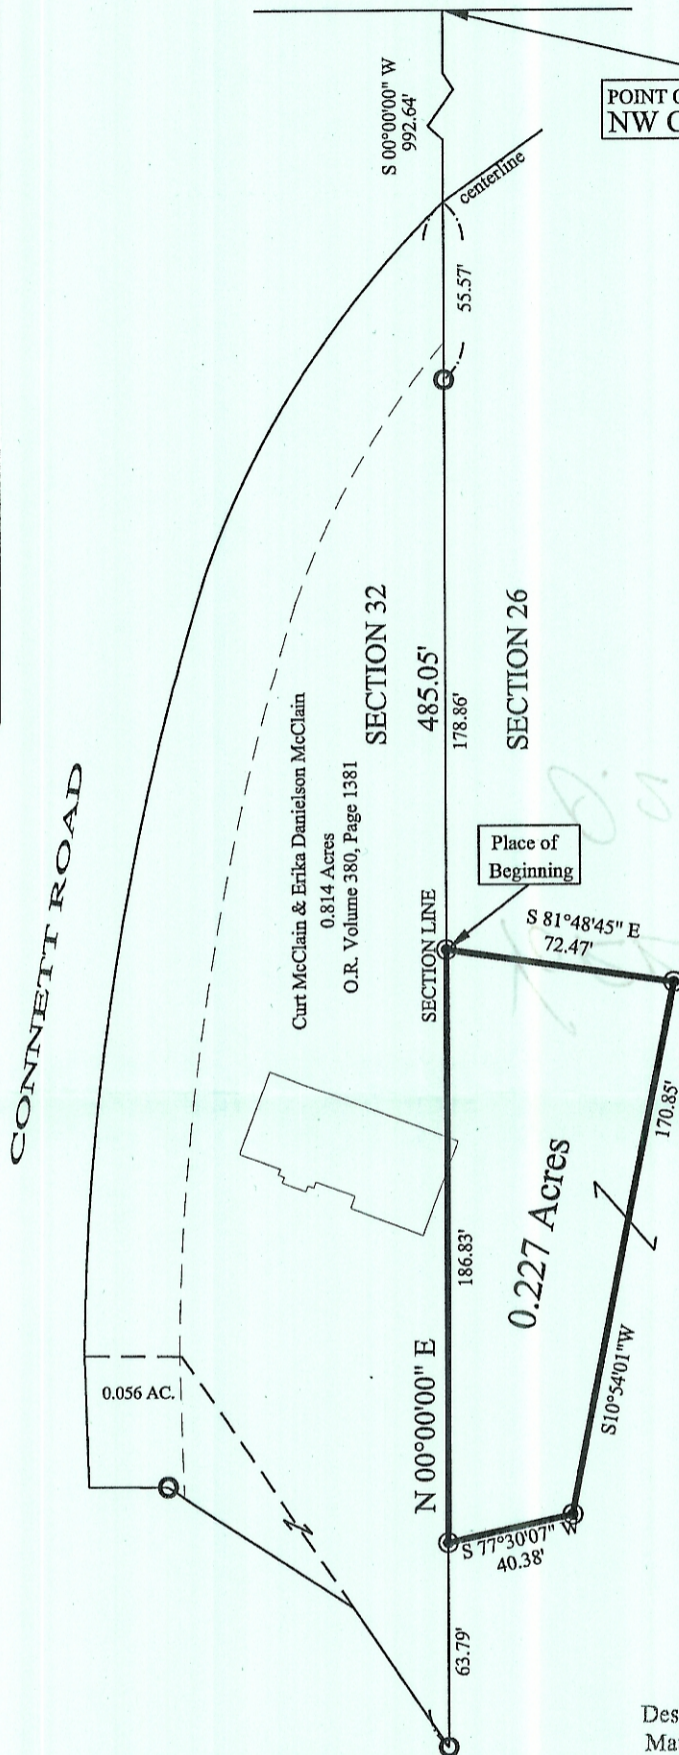 S 00°00'00" W
992.64'
NW
centerline
55.57'
CONNETT ROAD
SECTION 32
485.05'
178.86'
SECTION 26
Curt McClain & Erika Danielson McClain
0.814 Acres
O.R. Volume 380, Page 1381
Place of
Beginning
SECTION LINE
S 81°48'45" E
72.47'
170.85'
0.227 Acres
186.83'
S10°54'01"W
N 00°00'00" E
0.056 AC.
S 77°30'07" W
40.38'
63.79'